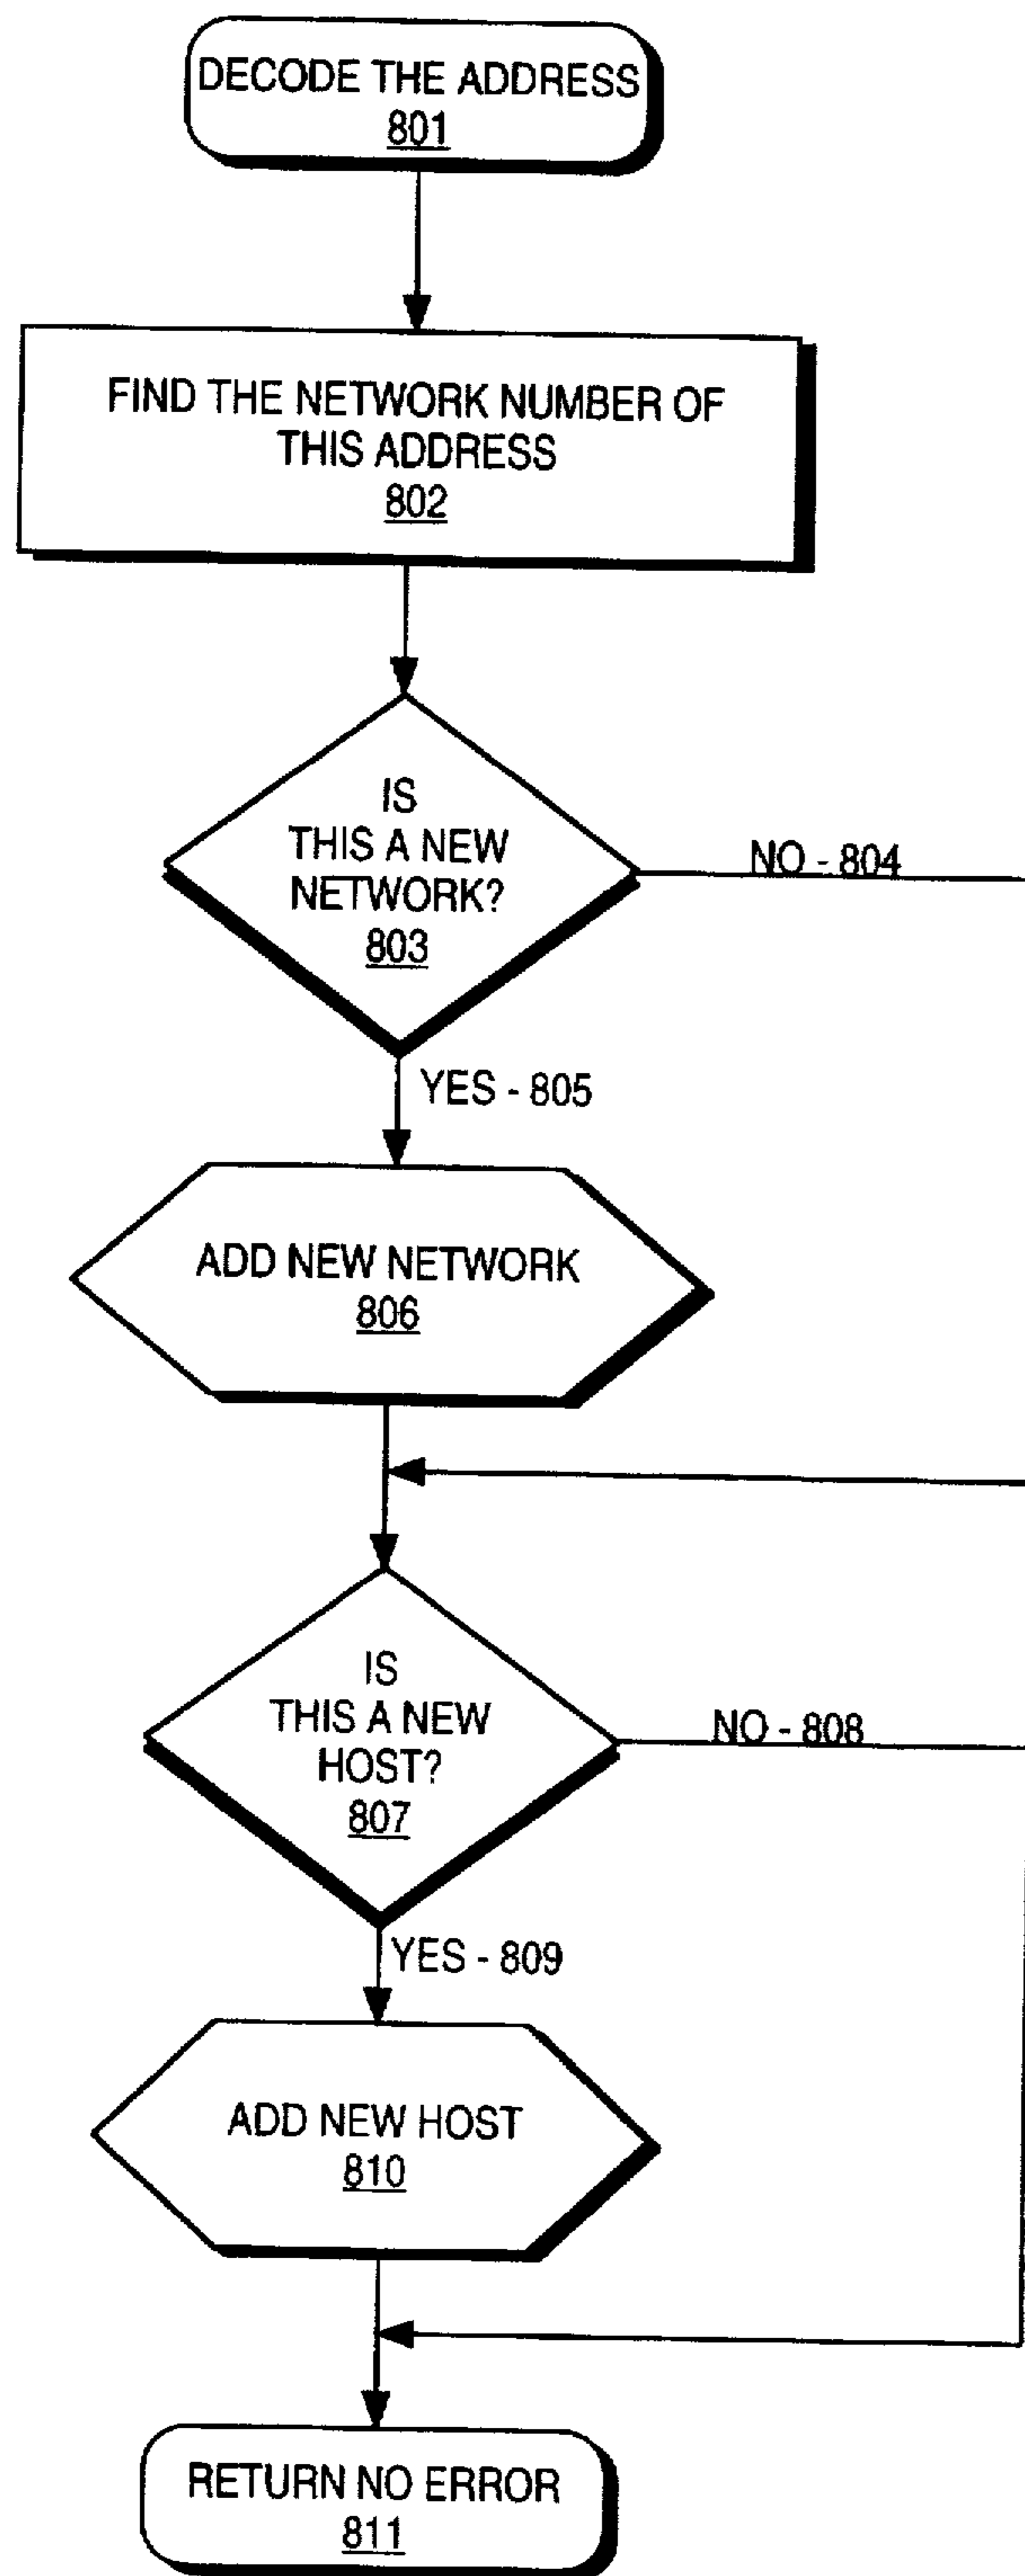 DECODE THE ADDRESS
801
FIND THE NETWORK NUMBER OF
THIS ADDRESS
802
IS
THIS A NEW
NETWORK?
803
NO - 804
YES - 805
ADD NEW NETWORK
806
IS
THIS A NEW
HOST?
807
NO - 808
YES - 809
ADD NEW HOST
810
RETURN NO ERROR
811